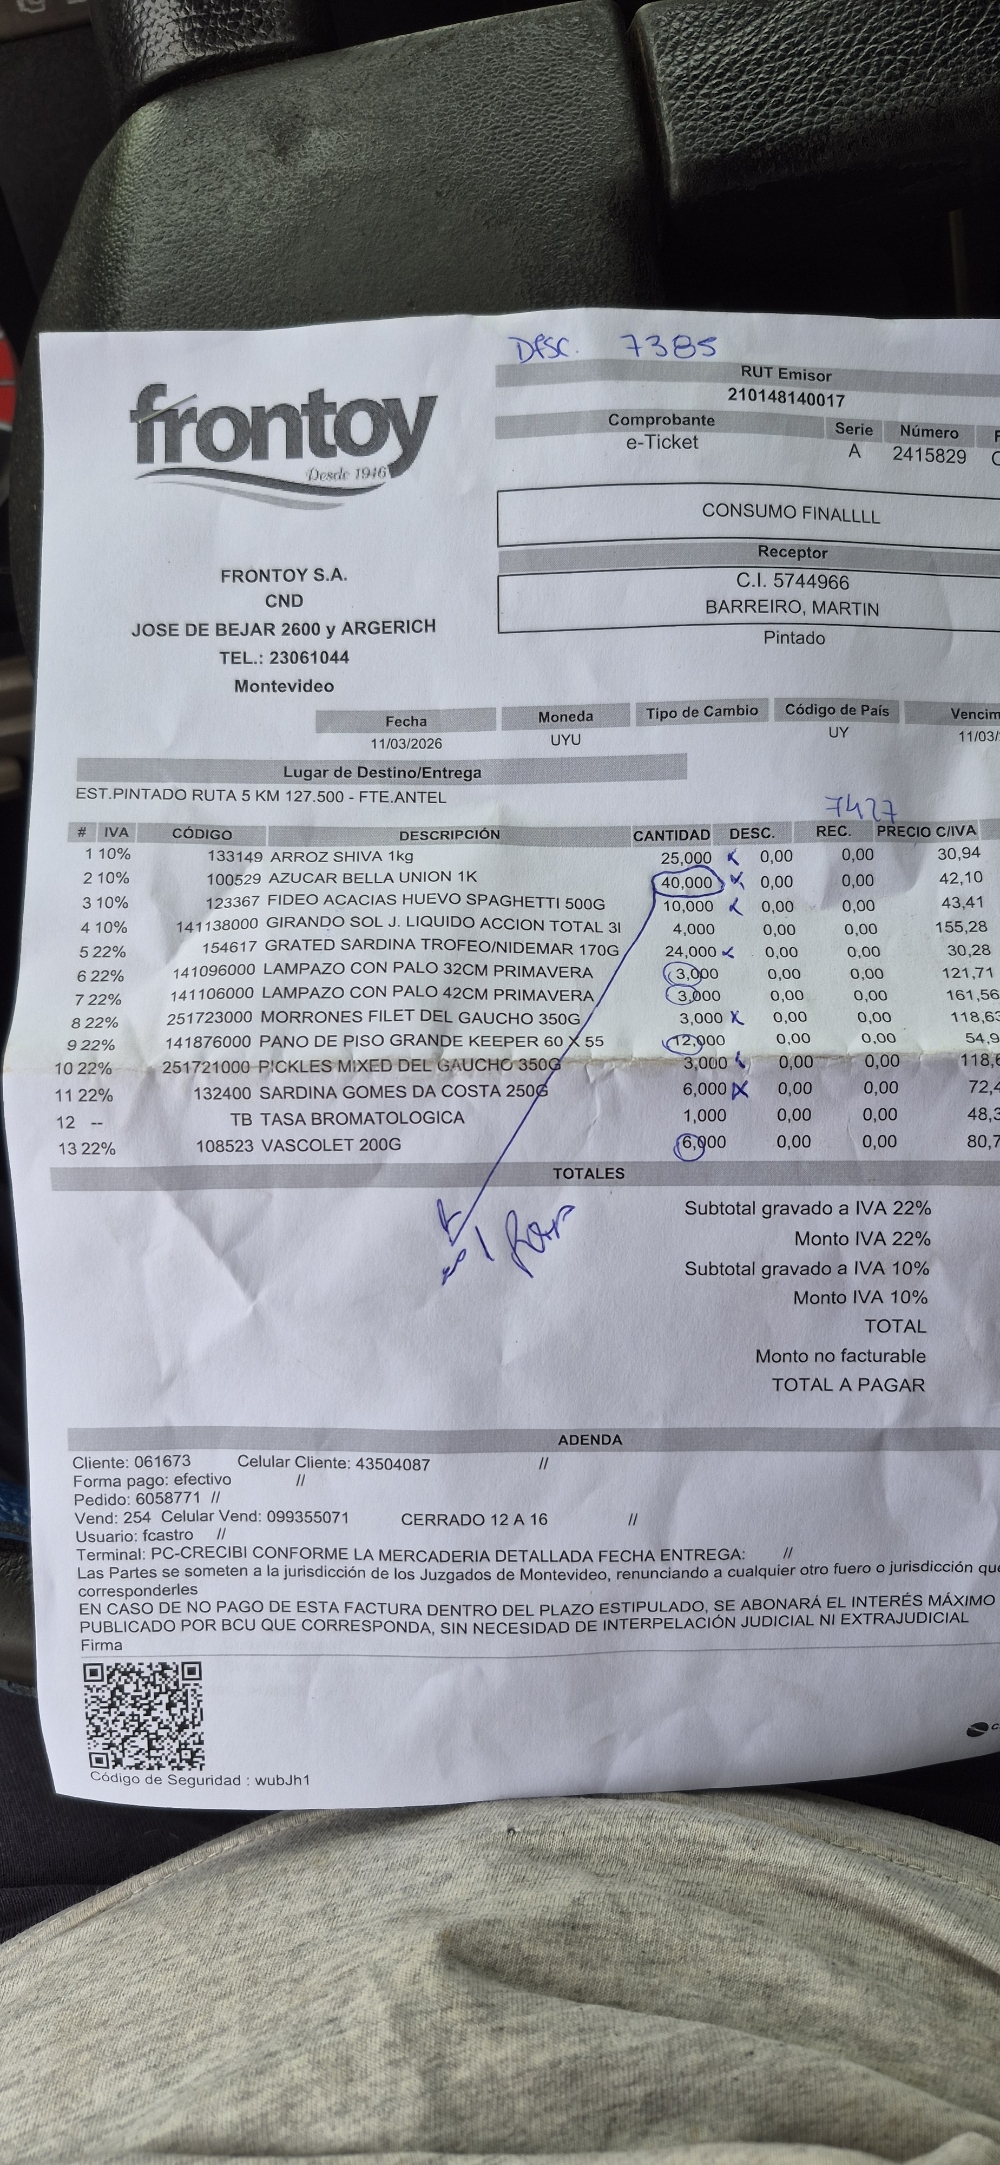 Desc. 7385
frontoy
Desde 1946
RUT Emisor
210148140017
Comprobante Serie Número
e-Ticket A 2415829
CONSUMO FINALLLL
Receptor
C.I. 5744966
BARREIRO, MARTIN
Pintado
FRONTOY S.A.
CND
JOSE DE BEJAR 2600 y ARGERICH
TEL.: 23061044
Montevideo
Fecha Moneda Tipo de Cambio Código de País Vencim
11/03/2026 UYU UY 11/03/
Lugar de Destino/Entrega
EST.PINTADO RUTA 5 KM 127.500 - FTE.ANTEL
7427
# IVA CÓDIGO DESCRIPCIÓN CANTIDAD DESC. REC. PRECIO C/IVA
1 10% 133149 ARROZ SHIVA 1kg 25,000 0,00 0,00 30,94
2 10% 100529 AZUCAR BELLA UNION 1K 40,000 0,00 0,00 42,10
3 10% 123367 FIDEO ACACIAS HUEVO SPAGHETTI 500G 10,000 0,00 0,00 43,41
4 10% 141138000 GIRANDO SOL J. LIQUIDO ACCION TOTAL 3l 4,000 0,00 0,00 155,28
5 22% 154617 GRATED SARDINA TROFEO/NIDEMAR 170G 24,000 0,00 0,00 30,28
6 22% 141096000 LAMPAZO CON PALO 32CM PRIMAVERA 3,000 0,00 0,00 121,71
7 22% 141106000 LAMPAZO CON PALO 42CM PRIMAVERA 3,000 0,00 0,00 161,56
8 22% 251723000 MORRONES FILET DEL GAUCHO 350G 3,000 0,00 0,00 118,63
9 22% 141876000 PANO DE PISO GRANDE KEEPER 60 X 55 12,000 0,00 0,00 54,9
10 22% 251721000 PICKLES MIXED DEL GAUCHO 350G 3,000 0,00 0,00 118,6
11 22% 132400 SARDINA GOMES DA COSTA 250G 6,000 0,00 0,00 72,4
12 -- TB TASA BROMATOLOGICA 1,000 0,00 0,00 48,3
13 22% 108523 VASCOLET 200G 6,000 0,00 0,00 80,7
TOTALES
Subtotal gravado a IVA 22%
Monto IVA 22%
Subtotal gravado a IVA 10%
Monto IVA 10%
TOTAL
Monto no facturable
TOTAL A PAGAR
ADENDA
Cliente: 061673 Celular Cliente: 43504087 //
Forma pago: efectivo //
Pedido: 6058771 //
Vend: 254 Celular Vend: 099355071 CERRADO 12 A 16 //
Usuario: fcastro //
Terminal: PC-CRECIBI CONFORME LA MERCADERIA DETALLADA FECHA ENTREGA: //
Las Partes se someten a la jurisdicción de los Juzgados de Montevideo, renunciando a cualquier otro fuero o jurisdicción que
corresponderles
EN CASO DE NO PAGO DE ESTA FACTURA DENTRO DEL PLAZO ESTIPULADO, SE ABONARÁ EL INTERÉS MÁXIMO
PUBLICADO POR BCU QUE CORRESPONDA, SIN NECESIDAD DE INTERPELACIÓN JUDICIAL NI EXTRAJUDICIAL
Firma
Código de Seguridad : wubJh1